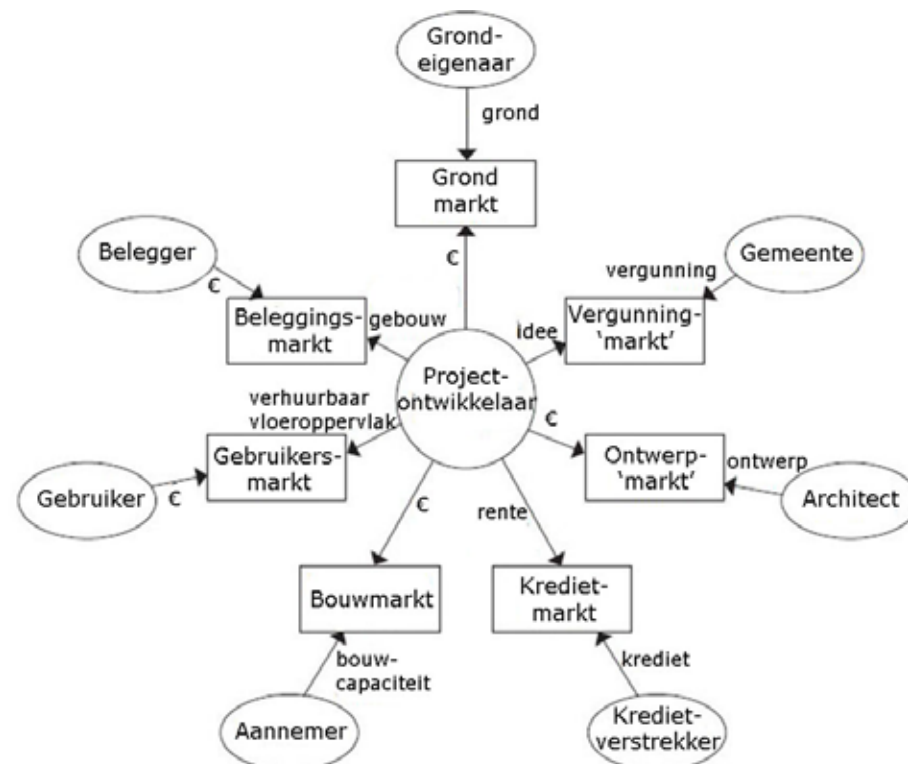 Grond-
eigenaar
grond
Grond
markt
€
Belegger
€
Beleggings-
markt
gebouw
Gemeente
vergunning
Vergunning-
‘markt’
idee
Project-
ontwikkelaar
verhuurbaar
vloeroppervlak
Gebruikers-
markt
Gebruiker
€
€
Ontwerp-
‘markt’
ontwerp
Architect
€
Bouwmarkt
bouw-
capaciteit
Aannemer
rente
Krediet-
markt
krediet
Krediet-
verstrekker